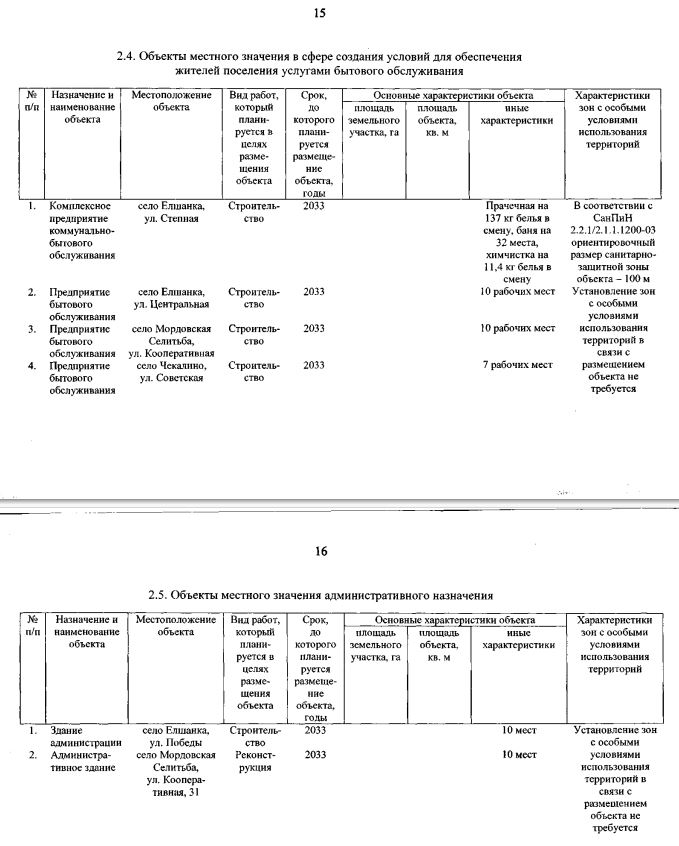 15
2.4. Объекты местного значения в сфере создания условий для обеспечения
жителей поселения услугами бытового обслуживания
№ п/п
Назначение и наименование объекта
Местоположение объекта
Вид работ, который плани-руется в целях разме-щения объекта
Срок, до которого плани-руется размеще-ние объекта, годы
Основные характеристики объекта
площадь земельного участка, га
площадь объекта, кв. м
иные характеристики
Характеристики зон с особыми условиями использования территорий
1.
Комплексное
предприятие
коммунально-
бытового
обслуживания
село Елшанка,
ул. Степная
Строитель-
ство
2033
Прачечная на
137 кг белья в
смену, баня на
32 места,
химчистка на
11,4 кг белья в
смену
В соответствии с
СанПиН
2.2.1/2.1.1.1200-03
ориентировочный
размер санитарно-
защитной зоны
объекта – 100 м
2.
Предприятие
бытового
обслуживания
село Елшанка,
ул. Центральная
Строитель-
ство
2033
10 рабочих мест
3.
Предприятие
бытового
обслуживания
село Мордовская
Селитьба,
ул. Кооперативная
Строитель-
ство
2033
10 рабочих мест
4.
Предприятие
бытового
обслуживания
село Чекалино,
ул. Советская
Строитель-
ство
2033
7 рабочих мест
Установление зон
с особыми
условиями
использования
территорий в
связи с
размещением
объекта не
требуется
16
2.5. Объекты местного значения административного назначения
№ п/п
Назначение и наименование объекта
Местоположение объекта
Вид работ, который плани-руется в целях разме-щения объекта
Срок, до которого плани-руется размеще-ние объекта, годы
Основные характеристики объекта
площадь земельного участка, га
площадь объекта, кв. м
иные характеристики
Характеристики зон с особыми условиями использования территорий
1.
Здание
администрации
село Елшанка,
ул. Победы
Строитель-
ство
2033
10 мест
2.
Администра-
тивное здание
село Мордовская
Селитьба,
ул. Коопера-
тивная, 31
Реконст-
рукция
2033
10 мест
Установление зон
с особыми
условиями
использования
территорий в
связи с
размещением
объекта не
требуется